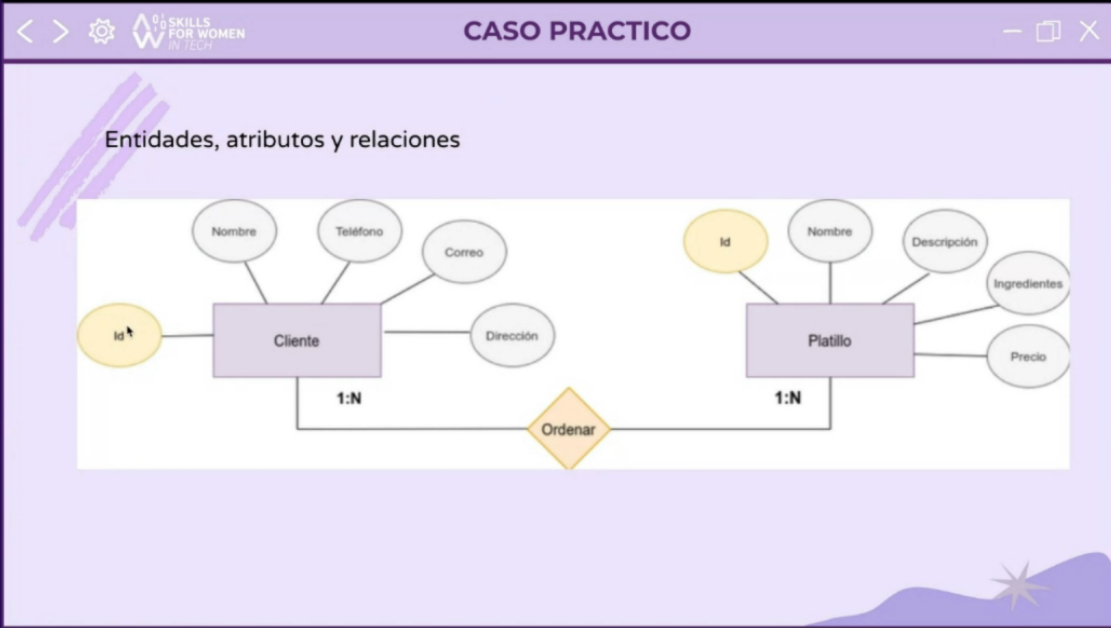 SKILLS
FOR WOMEN
IN TECH
CASO PRACTICO
Entidades, atributos y relaciones
Nombre
Teléfono
Correo
Id
Cliente
Dirección
1:N
Ordenar
Id
Nombre
Descripción
Ingredientes
Platillo
Precio
1:N